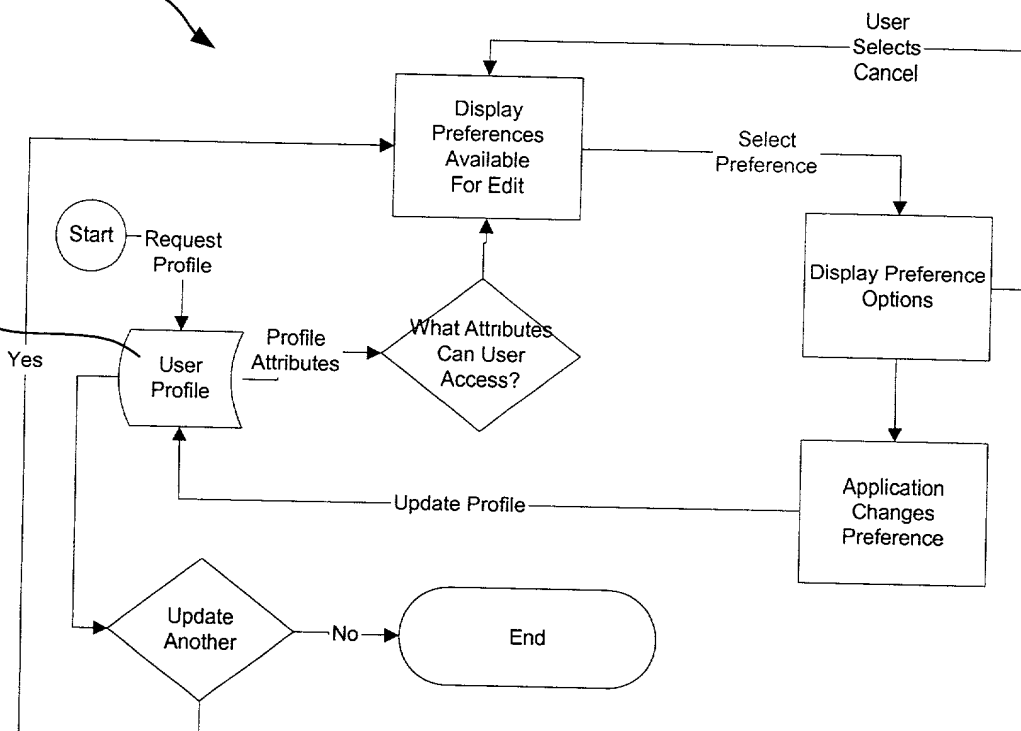 User
Selects
Cancel
Display
Preferences
Available
For Edit
Select
Preference
Start
Request
Profile
Display Preference
Options
Yes
User
Profile
Profile
Attributes
What Attributes
Can User
Access?
Update Profile
Application
Changes
Preference
Update
Another
No
End